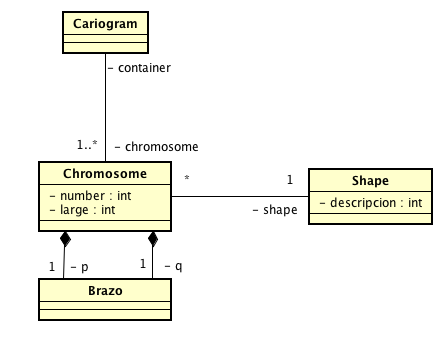 Cariogram
- container
1..*
- chromosome
Chromosome
- number : int
- large : int
*
1
- shape
Shape
- descripcion : int
1
- p
1
- q
Brazo